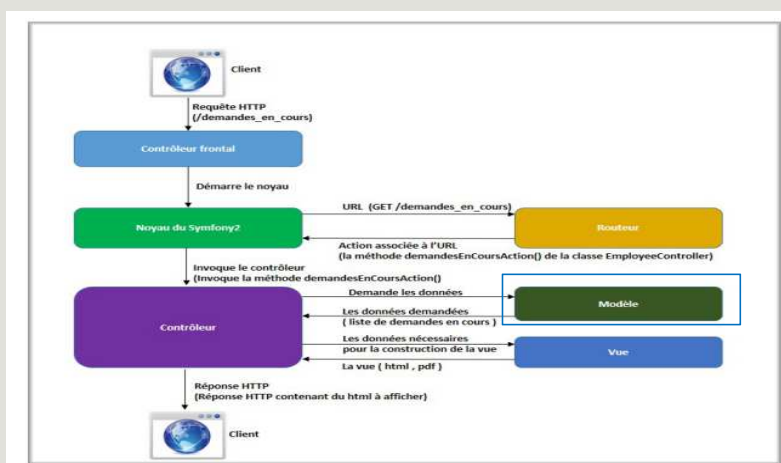 Client
Requête HTTP
(/demandes_en_cours)
Contrôleur frontal
Démarre le noyau
URL (GET /demandes_en_cours)
Noyau du Symfony2
Routeur
Action associée à l'URL
(la méthode demandesEnCoursAction() de la classe EmployeeController)
Invoque le contrôleur
(Invoque la méthode demandesEnCoursAction()
Demande les données
Modèle
Contrôleur
Les données demandées
( liste de demandes en cours )
Les données nécessaires
pour la construction de la vue
Vue
La vue ( html , pdf )
Réponse HTTP
(Réponse HTTP contenant du html à afficher)
Client